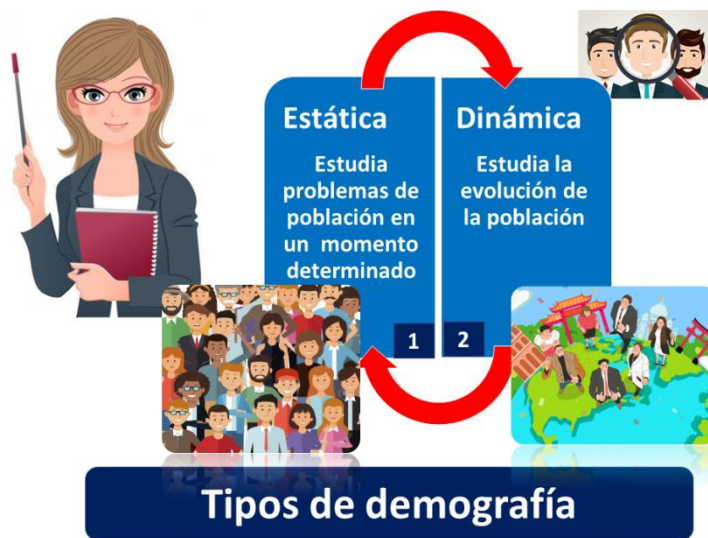 Estática
Estudia
problemas de
población en
un momento
determinado
1
Dinámica
Estudia la
evolución de
la población
2
Tipos de demografía